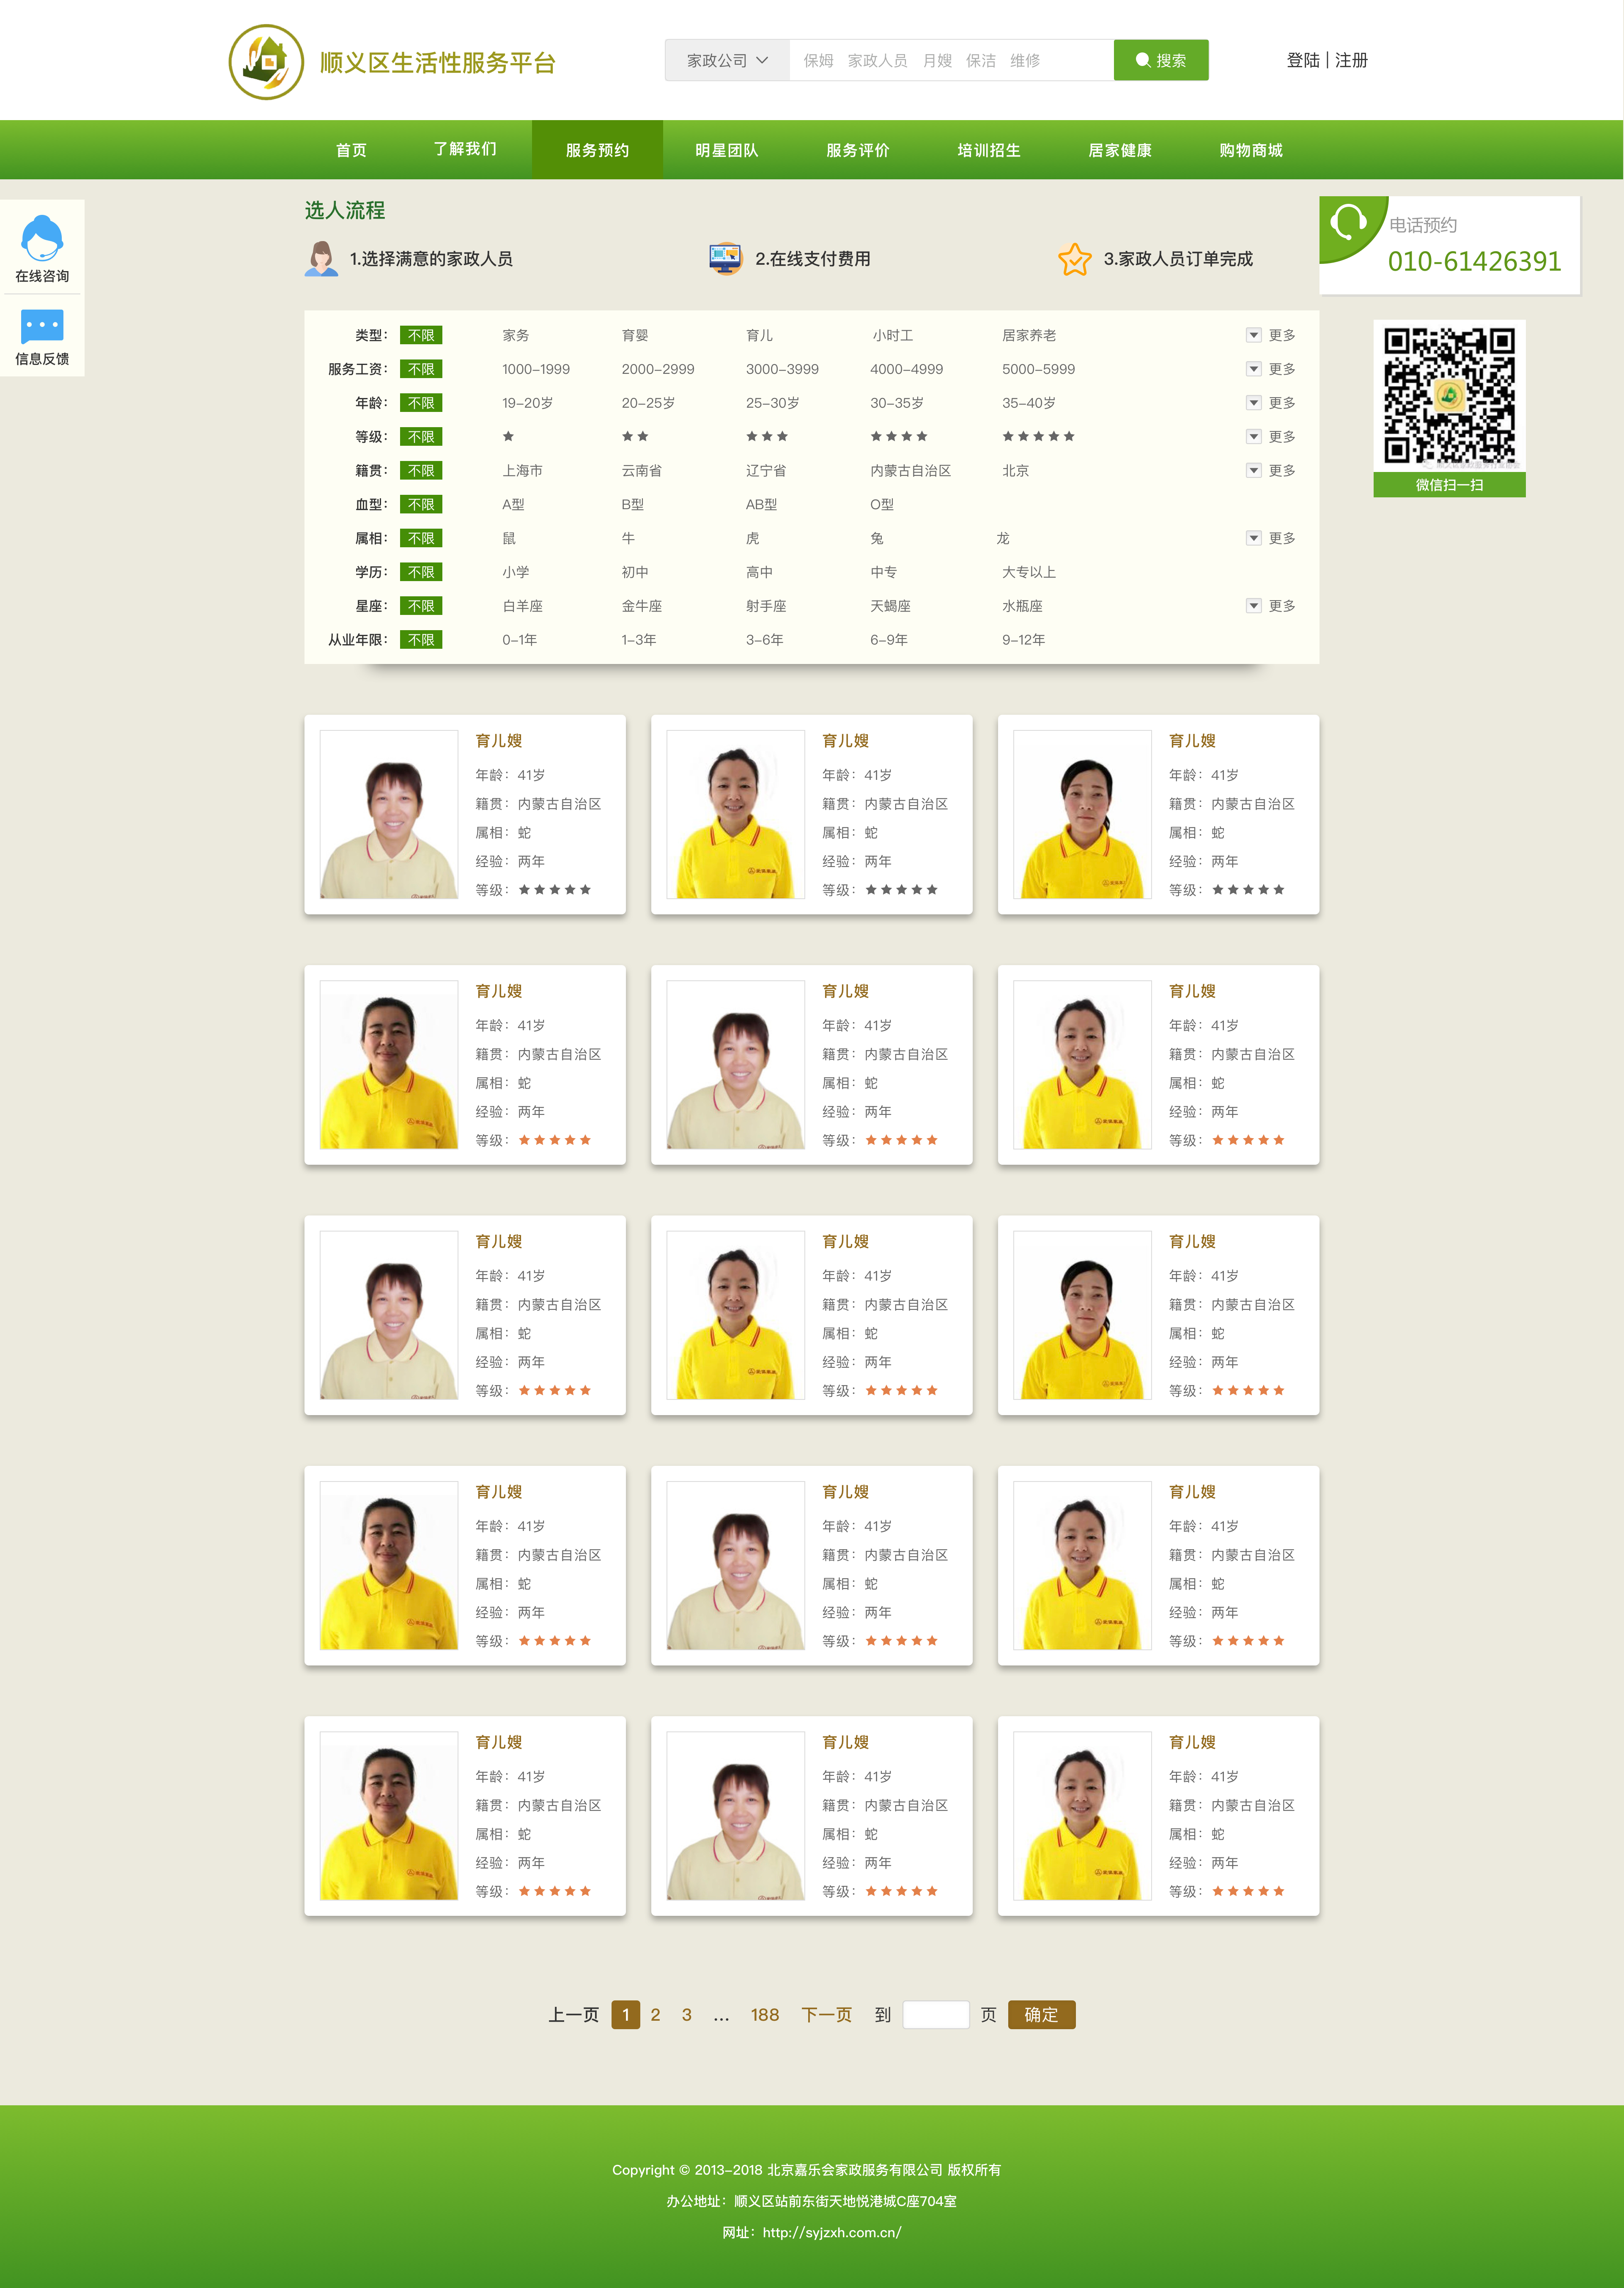 顺义区生活性服务平台
家政公司 保姆 家政人员 月嫂 保洁 维修 搜索
登陆 | 注册
首页 了解我们 服务预约 明星团队 服务评价 培训招生 居家健康 购物商城
在线咨询
信息反馈
选人流程
1.选择满意的家政人员 2.在线支付费用 3.家政人员订单完成
电话预约
010-61426391
微信扫一扫
类型： 不限 家务 育婴 育儿 小时工 居家养老 更多
服务工资： 不限 1000-1999 2000-2999 3000-3999 4000-4999 5000-5999 更多
年龄： 不限 19-20岁 20-25岁 25-30岁 30-35岁 35-40岁 更多
等级： 不限 ★ ★★ ★★★ ★★★★ ★★★★★ 更多
籍贯： 不限 上海市 云南省 辽宁省 内蒙古自治区 北京 更多
血型： 不限 A型 B型 AB型 O型
属相： 不限 鼠 牛 虎 兔 龙 更多
学历： 不限 小学 初中 高中 中专 大专以上
星座： 不限 白羊座 金牛座 射手座 天蝎座 水瓶座 更多
从业年限： 不限 0-1年 1-3年 3-6年 6-9年 9-12年
育儿嫂 育儿嫂 育儿嫂
年龄：41岁 年龄：41岁 年龄：41岁
籍贯：内蒙古自治区 籍贯：内蒙古自治区 籍贯：内蒙古自治区
属相：蛇 属相：蛇 属相：蛇
经验：两年 经验：两年 经验：两年
等级：★★★★★ 等级：★★★★★ 等级：★★★★★
育儿嫂 育儿嫂 育儿嫂
年龄：41岁 年龄：41岁 年龄：41岁
籍贯：内蒙古自治区 籍贯：内蒙古自治区 籍贯：内蒙古自治区
属相：蛇 属相：蛇 属相：蛇
经验：两年 经验：两年 经验：两年
等级：★★★★★ 等级：★★★★★ 等级：★★★★★
育儿嫂 育儿嫂 育儿嫂
年龄：41岁 年龄：41岁 年龄：41岁
籍贯：内蒙古自治区 籍贯：内蒙古自治区 籍贯：内蒙古自治区
属相：蛇 属相：蛇 属相：蛇
经验：两年 经验：两年 经验：两年
等级：★★★★★ 等级：★★★★★ 等级：★★★★★
育儿嫂 育儿嫂 育儿嫂
年龄：41岁 年龄：41岁 年龄：41岁
籍贯：内蒙古自治区 籍贯：内蒙古自治区 籍贯：内蒙古自治区
属相：蛇 属相：蛇 属相：蛇
经验：两年 经验：两年 经验：两年
等级：★★★★★ 等级：★★★★★ 等级：★★★★★
育儿嫂 育儿嫂 育儿嫂
年龄：41岁 年龄：41岁 年龄：41岁
籍贯：内蒙古自治区 籍贯：内蒙古自治区 籍贯：内蒙古自治区
属相：蛇 属相：蛇 属相：蛇
经验：两年 经验：两年 经验：两年
等级：★★★★★ 等级：★★★★★ 等级：★★★★★
上一页 1 2 3 ... 188 下一页 到 页 确定
Copyright © 2013-2018 北京嘉乐会家政服务有限公司 版权所有
办公地址：顺义区站前东街天地悦港城C座704室
网址：http://syjzxh.com.cn/